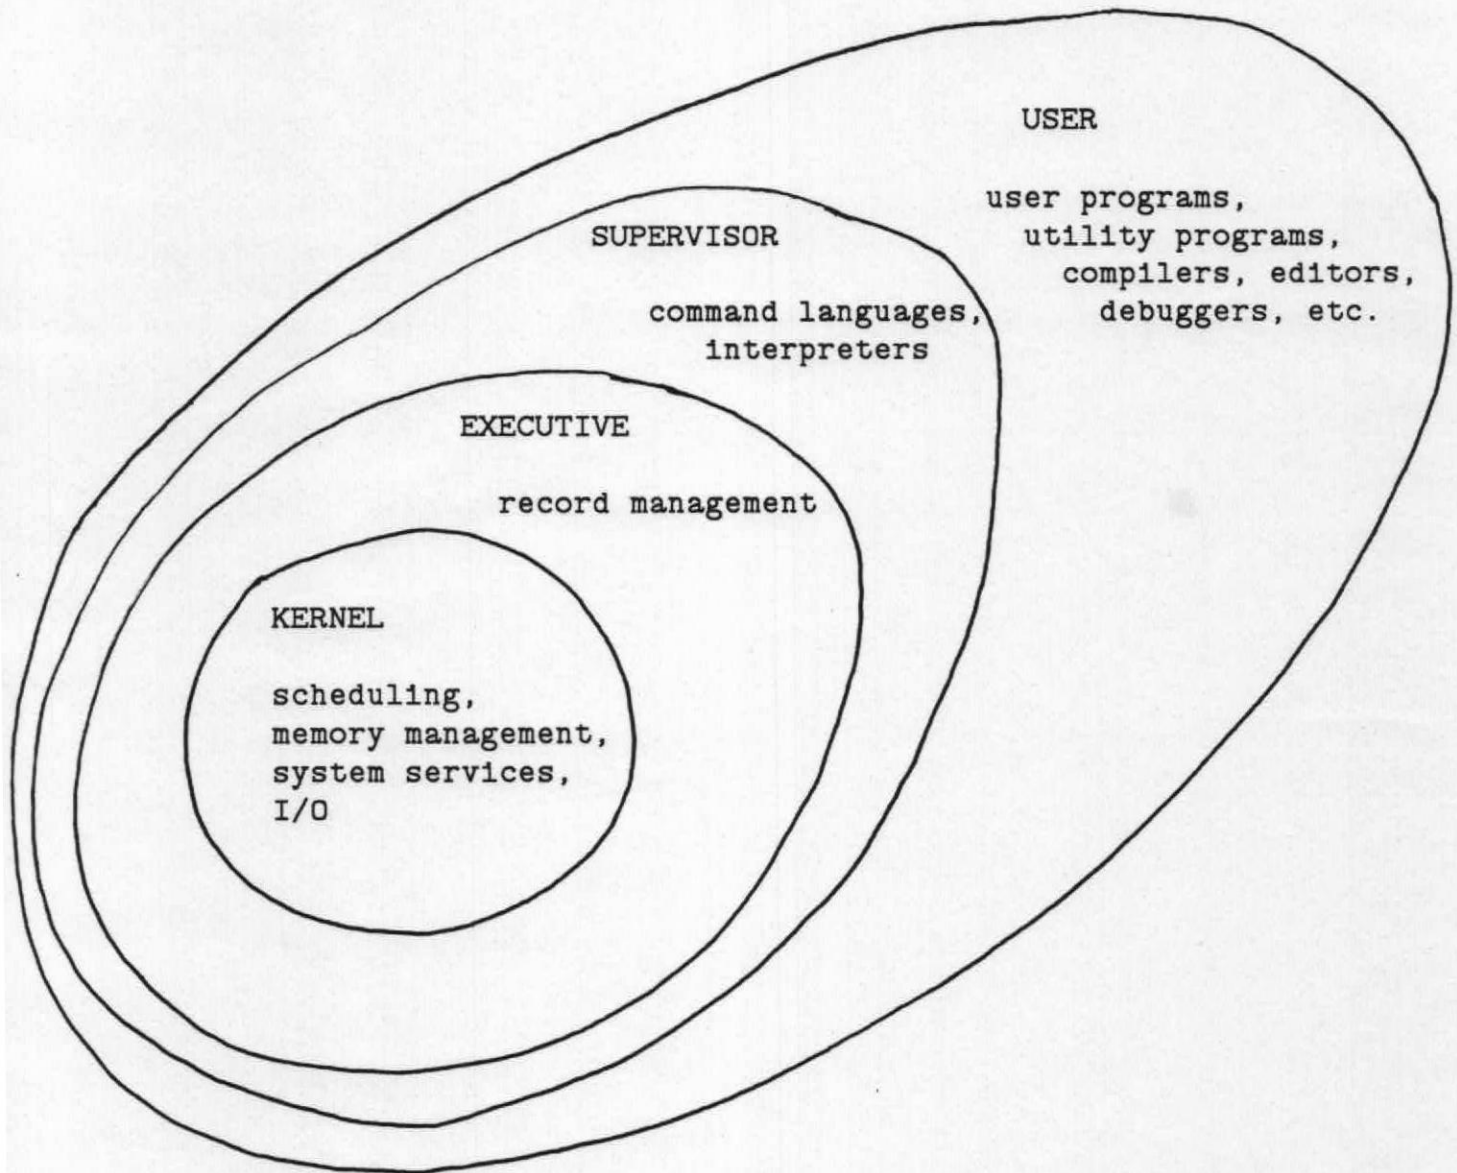 USER
user programs,
utility programs,
compilers, editors,
debuggers, etc.
SUPERVISOR
command languages,
interpreters
EXECUTIVE
record management
KERNEL
scheduling,
memory management,
system services,
I/O